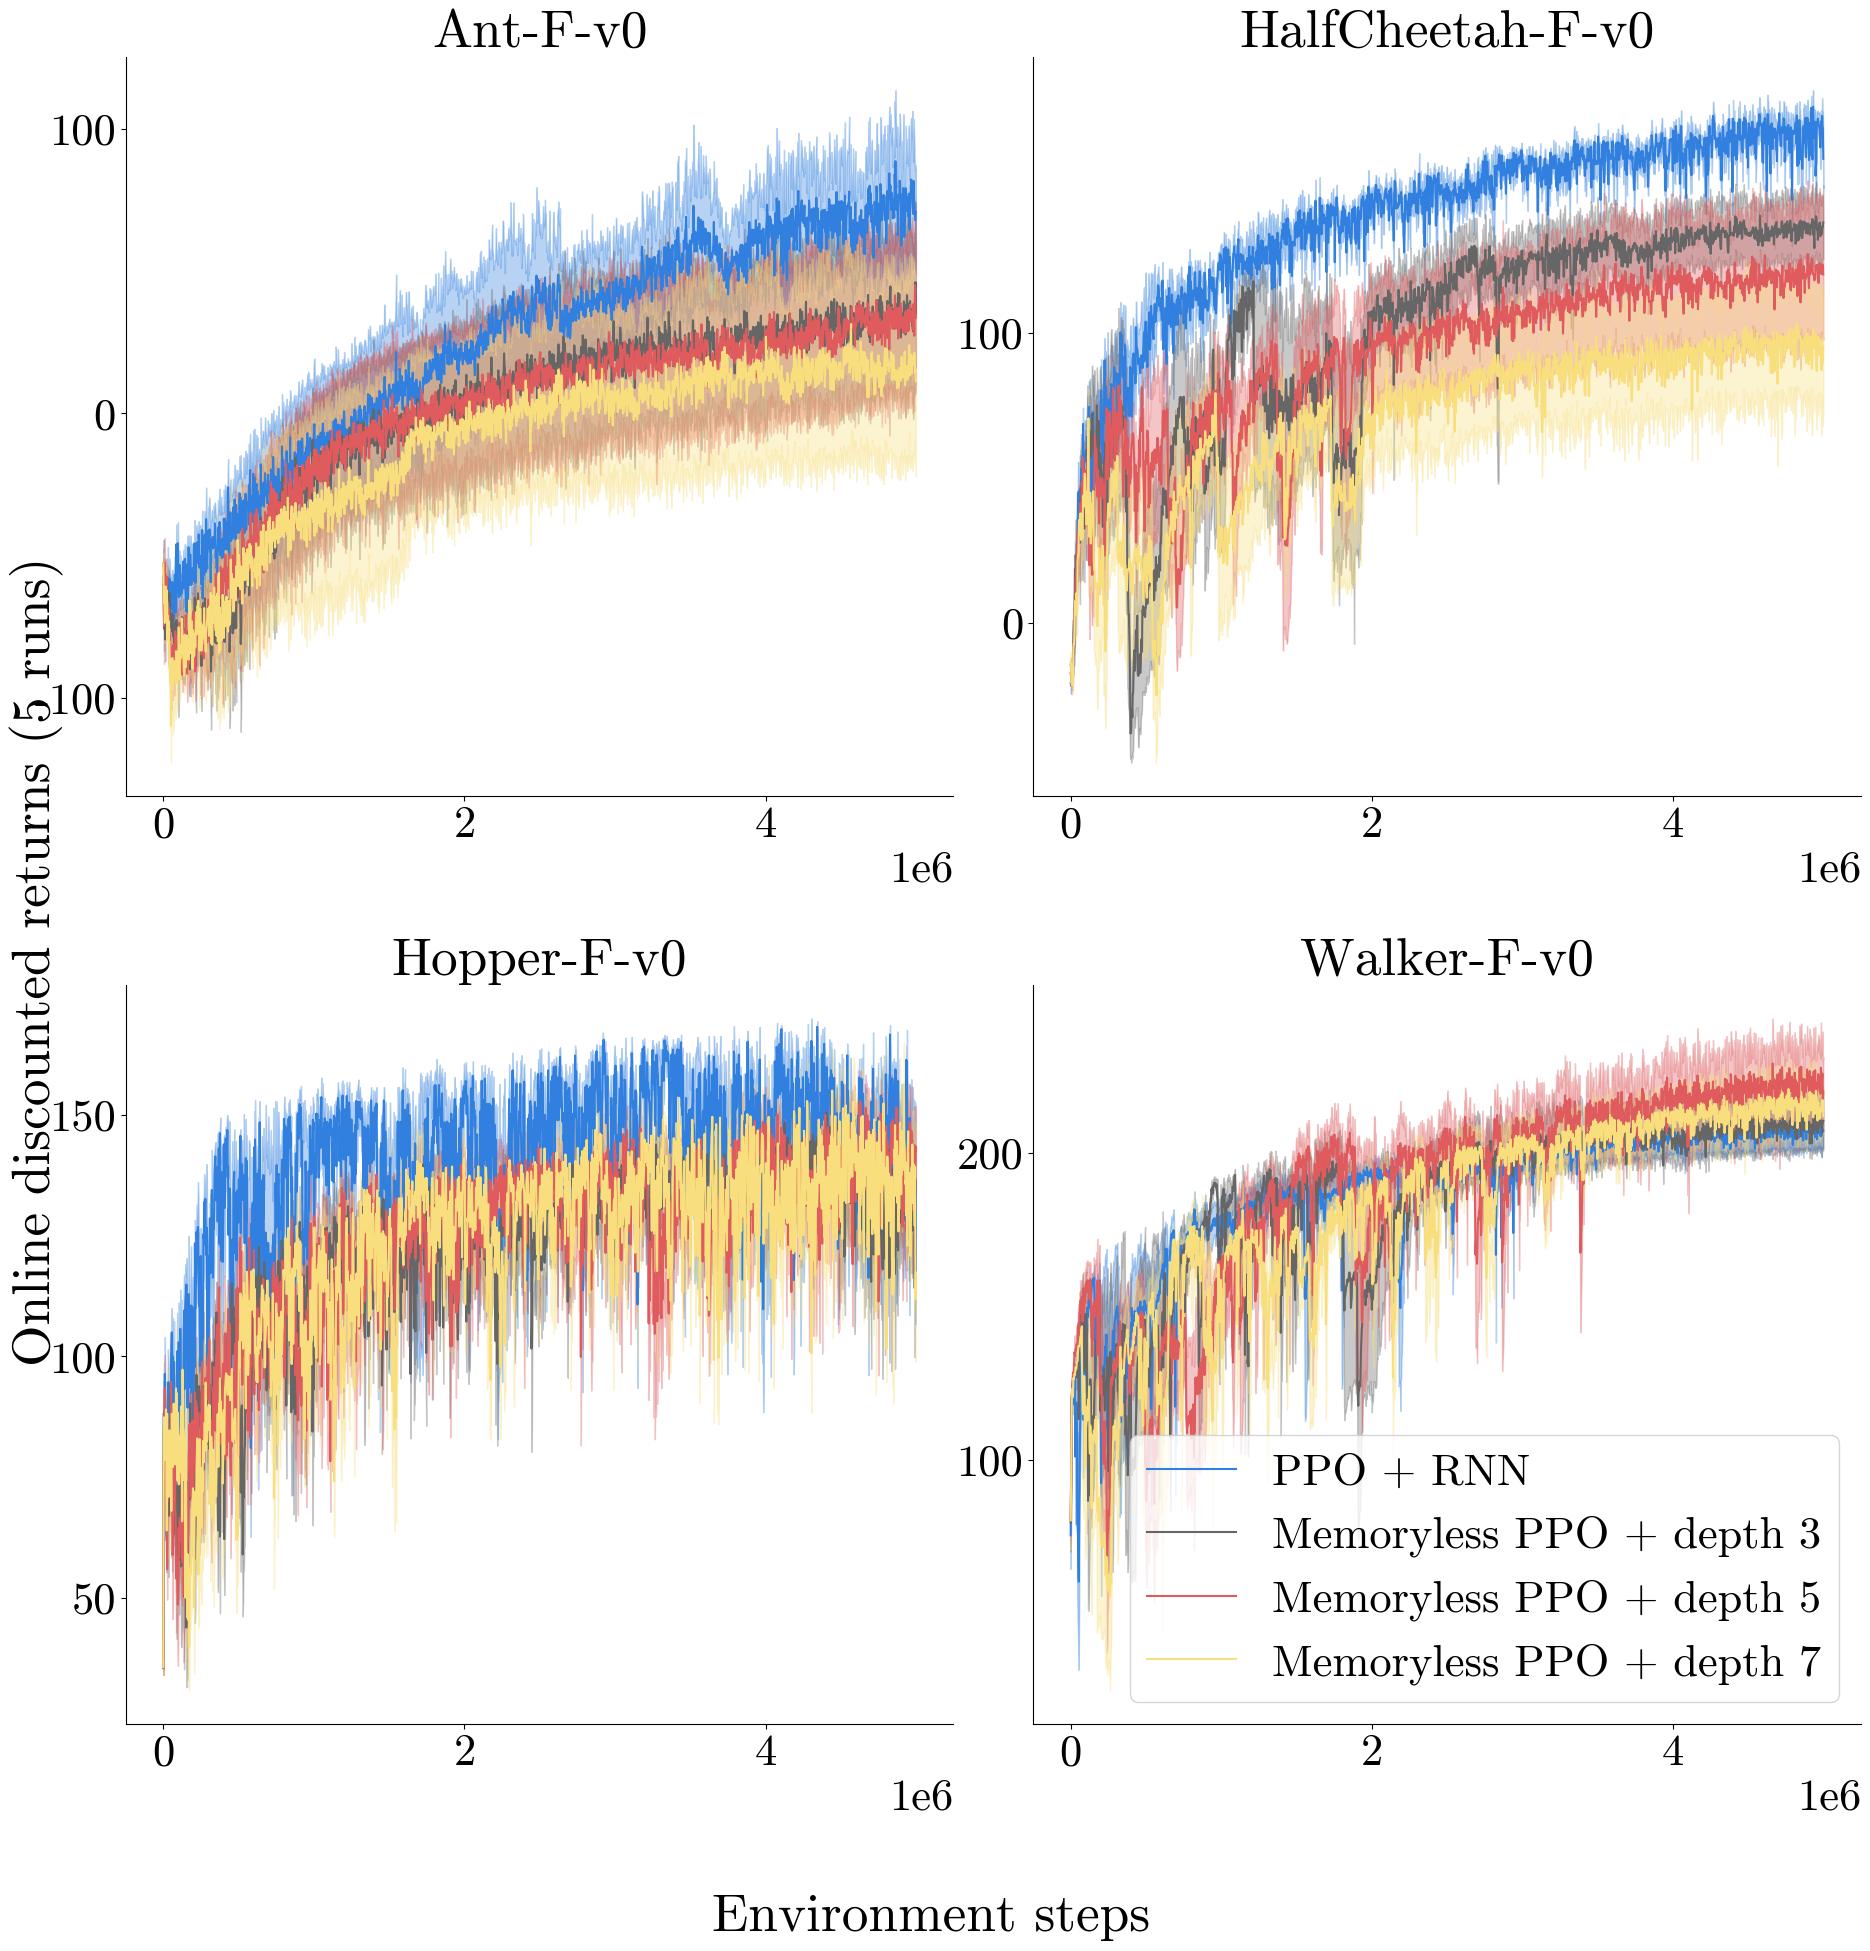 Ant-F-v0
HalfCheetah-F-v0
100
0
100
0
2
4
1e6
100
0
0
2
4
1e6
Online discounted returns (5 runs)
Hopper-F-v0
Walker-F-v0
150
100
50
0
2
4
1e6
200
100
0
2
4
1e6
PPO + RNN
Memoryless PPO + depth 3
Memoryless PPO + depth 5
Memoryless PPO + depth 7
Environment steps